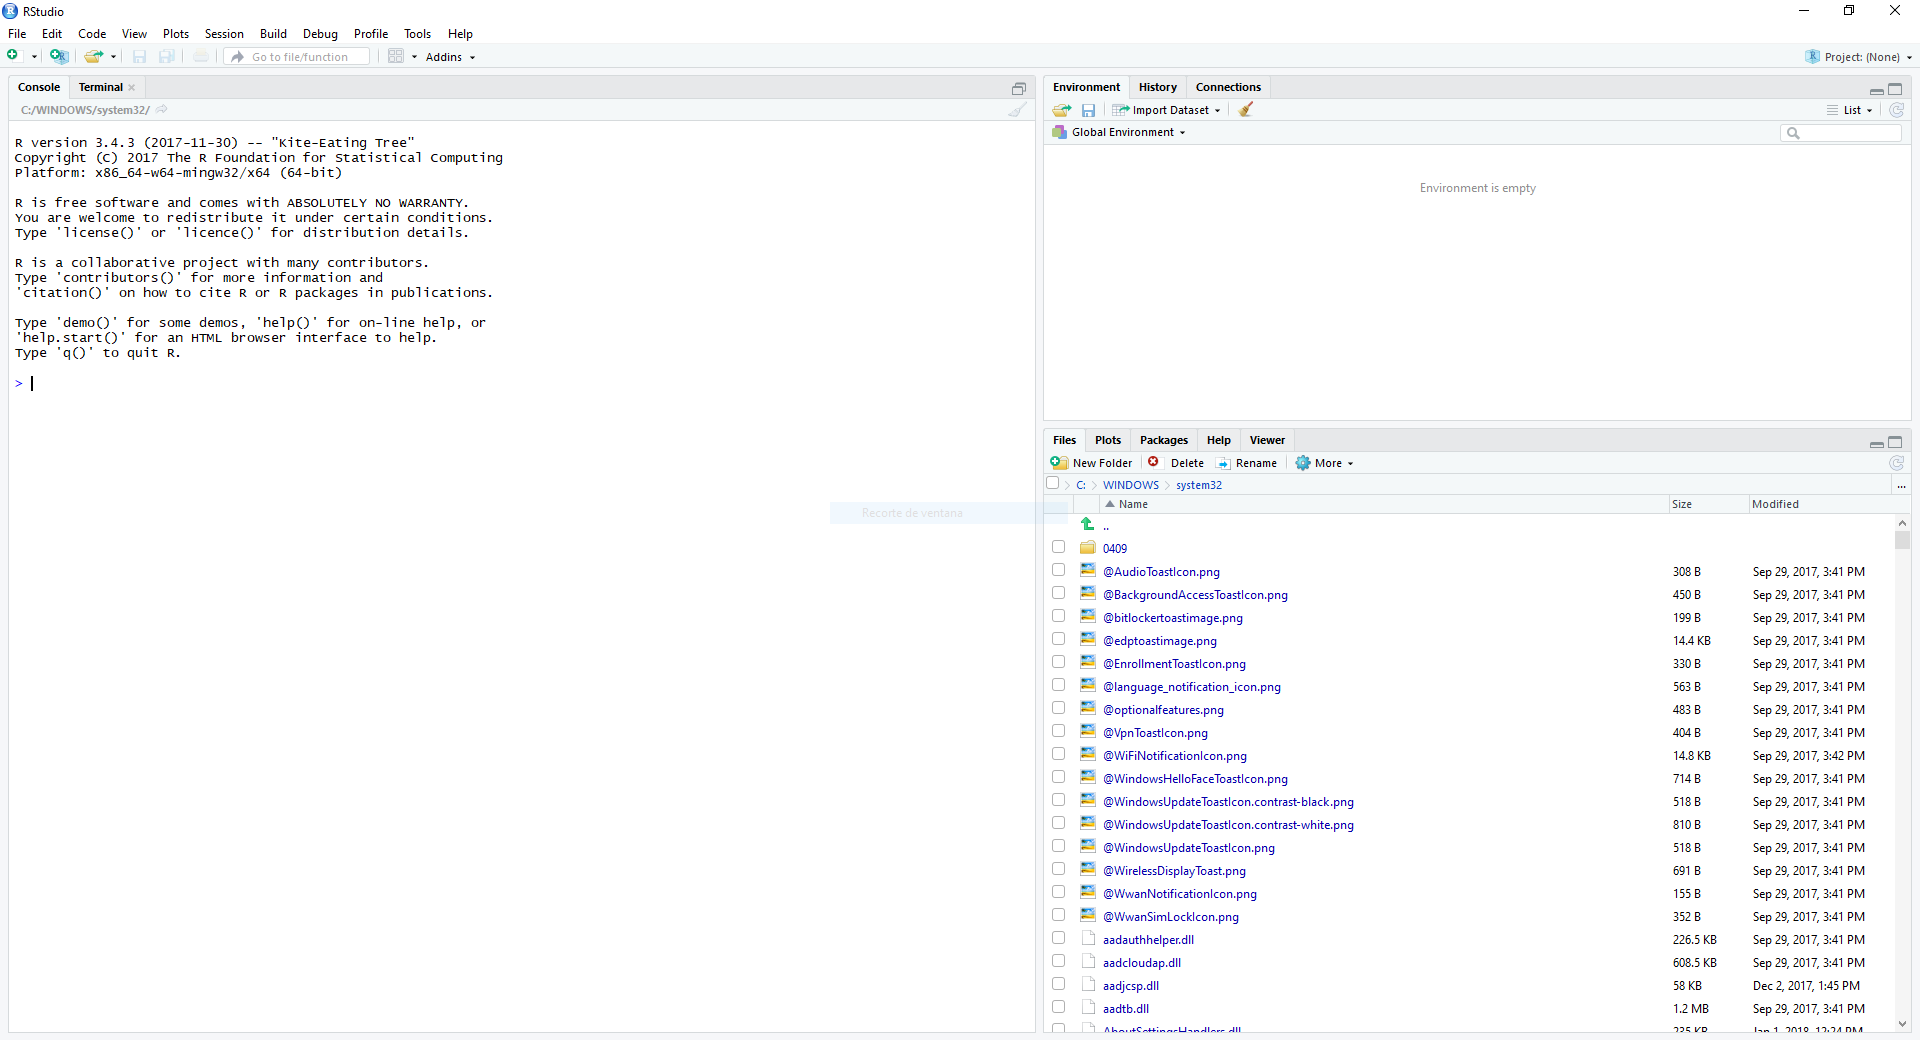 RStudio
File Edit Code View Plots Session Build Debug Profile Tools Help
Go to file/function Addins Project: (None)
Console Terminal
C:/WINDOWS/system32/
R version 3.4.3 (2017-11-30) -- "Kite-Eating Tree"
Copyright (C) 2017 The R Foundation for Statistical Computing
Platform: x86_64-w64-mingw32/x64 (64-bit)
R is free software and comes with ABSOLUTELY NO WARRANTY.
You are welcome to redistribute it under certain conditions.
Type 'license()' or 'licence()' for distribution details.
R is a collaborative project with many contributors.
Type 'contributors()' for more information and
'citation()' on how to cite R or R packages in publications.
Type 'demo()' for some demos, 'help()' for on-line help, or
'help.start()' for an HTML browser interface to help.
Type 'q()' to quit R.
>
Recorte de ventana
Environment History Connections
Import Dataset List
Global Environment
Environment is empty
Files Plots Packages Help Viewer
New Folder Delete Rename More
C: WINDOWS system32 ...
Name Size Modified
..
0409
@AudioToastIcon.png 308 B Sep 29, 2017, 3:41 PM
@BackgroundAccessToastIcon.png 450 B Sep 29, 2017, 3:41 PM
@bitlockertoastimage.png 199 B Sep 29, 2017, 3:41 PM
@edptoastimage.png 14.4 KB Sep 29, 2017, 3:41 PM
@EnrollmentToastIcon.png 330 B Sep 29, 2017, 3:41 PM
@language_notification_icon.png 563 B Sep 29, 2017, 3:41 PM
@optionalfeatures.png 483 B Sep 29, 2017, 3:41 PM
@VpnToastIcon.png 404 B Sep 29, 2017, 3:41 PM
@WiFiNotificationIcon.png 14.8 KB Sep 29, 2017, 3:42 PM
@WindowsHelloFaceToastIcon.png 714 B Sep 29, 2017, 3:41 PM
@WindowsUpdateToastIcon.contrast-black.png 518 B Sep 29, 2017, 3:41 PM
@WindowsUpdateToastIcon.contrast-white.png 810 B Sep 29, 2017, 3:41 PM
@WindowsUpdateToastIcon.png 518 B Sep 29, 2017, 3:41 PM
@WirelessDisplayToast.png 691 B Sep 29, 2017, 3:41 PM
@WwanNotificationIcon.png 155 B Sep 29, 2017, 3:41 PM
@WwanSimLockIcon.png 352 B Sep 29, 2017, 3:41 PM
aadauthhelper.dll 226.5 KB Sep 29, 2017, 3:41 PM
aadcloudap.dll 608.5 KB Sep 29, 2017, 3:41 PM
aadjcsp.dll 58 KB Dec 2, 2017, 1:45 PM
aadtb.dll 1.2 MB Sep 29, 2017, 3:41 PM
AboutSettingsHandlers.dll 235 KB Jan 1, 2018, 12:24 PM